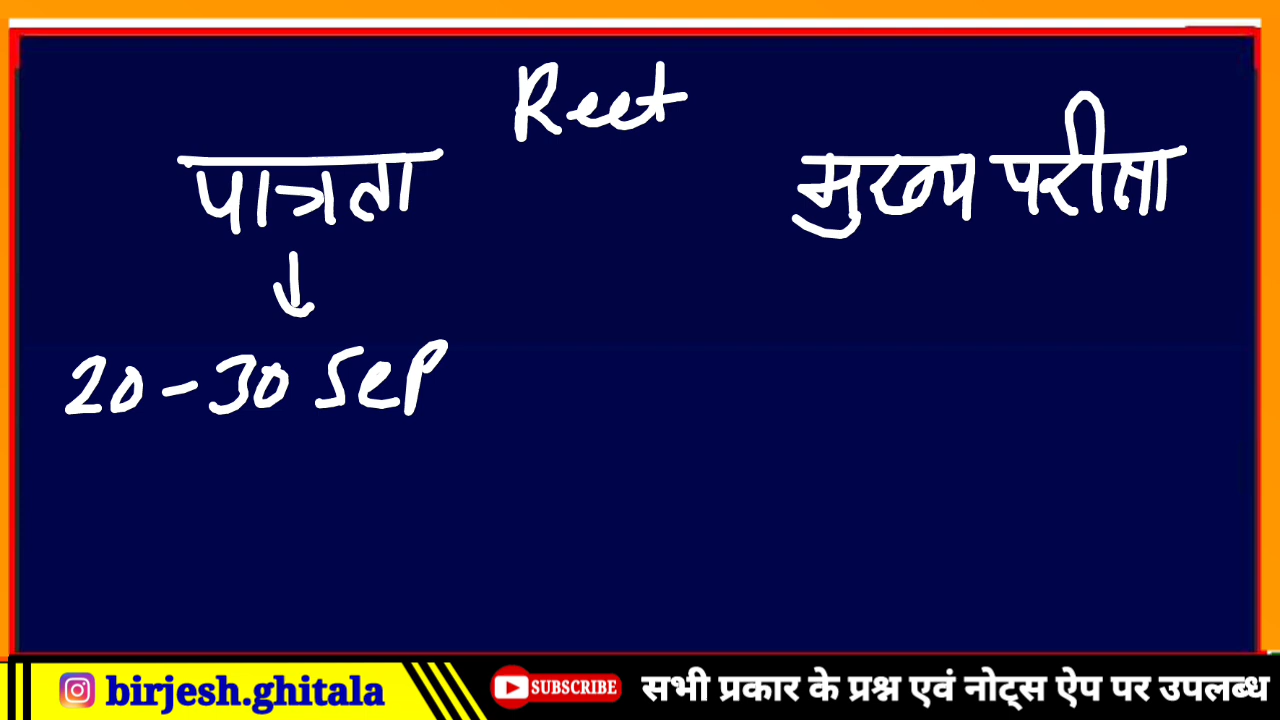 Reet
पात्रता
मुख्य परीक्षा
20-30 Sep
birjesh.ghitala
SUBSCRIBE
सभी प्रकार के प्रश्न एवं नोट्स ऐप पर उपलब्ध